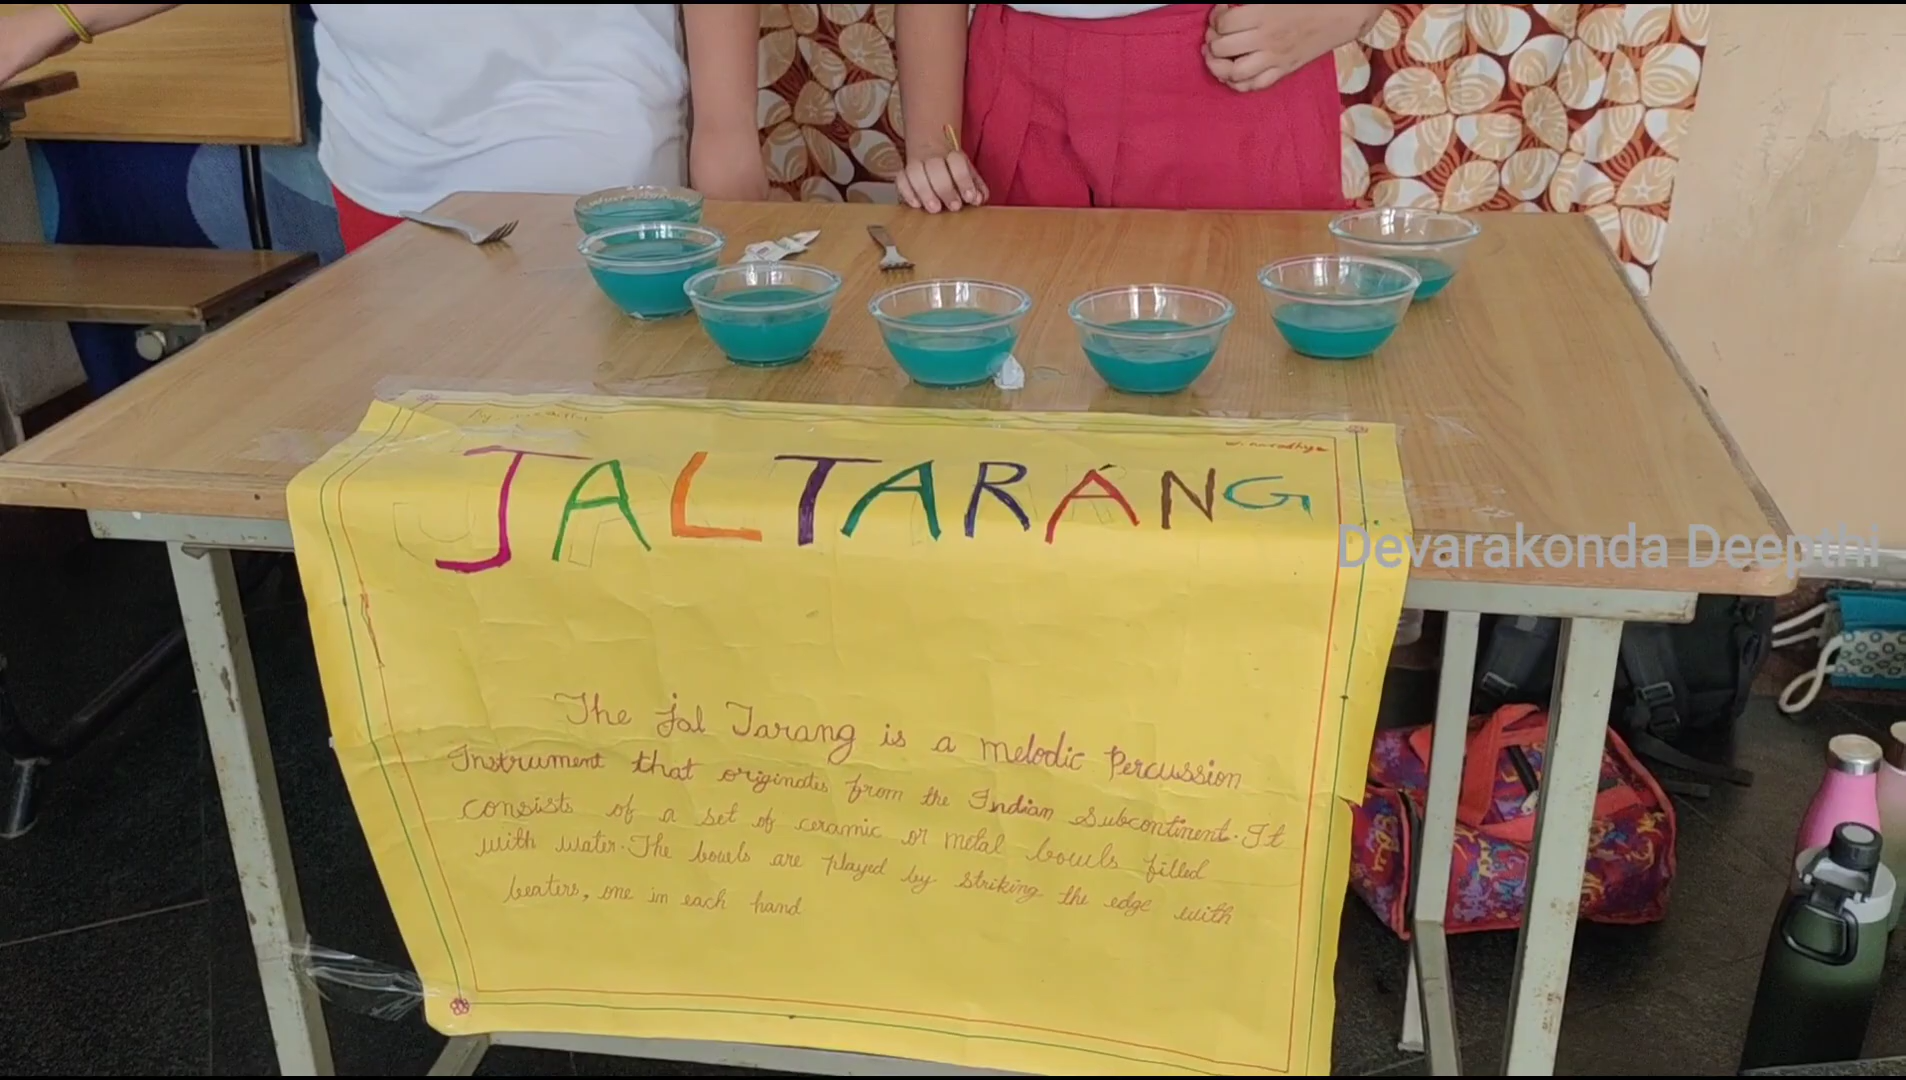 JALTARANG
Devarakonda Deepthi
The Jal Tarang is a melodic Percussion
Instrument that originates from the Indian Subcontinent. It
consists of a set of ceramic or metal bowls filled
with water. The bowls are played by striking the edge with
beaters, one in each hand